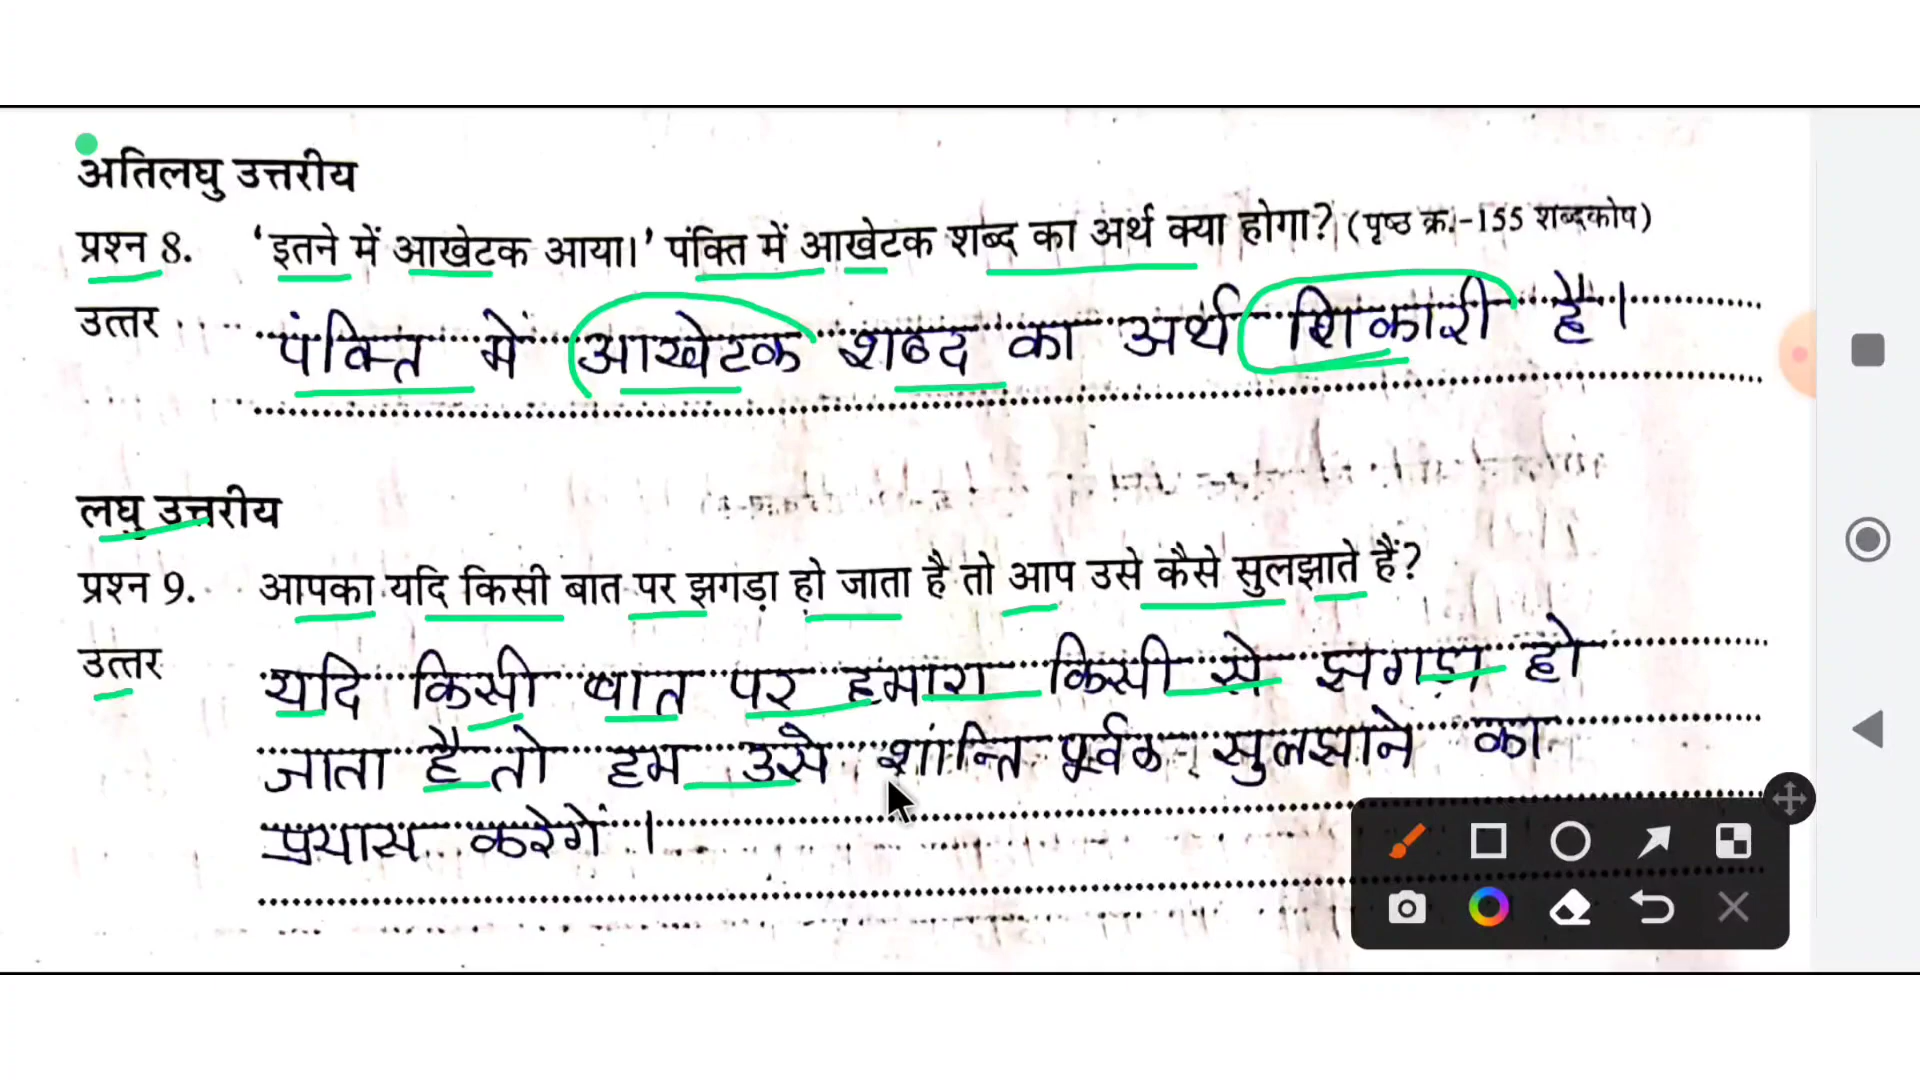 अतिलघु उत्तरीय
प्रश्न 8. 'इतने में आखेटक आया।' पंक्ति में आखेटक शब्द का अर्थ क्या होगा? (पृष्ठ क्र.-155 शब्दकोष)
उत्तर पंक्ति में आखेटक शब्द का अर्थ शिकारी है।
लघु उत्तरीय
प्रश्न 9. आपका यदि किसी बात पर झगड़ा हो जाता है तो आप उसे कैसे सुलझाते हैं?
उत्तर यदि किसी बात पर हमारा किसी से झगड़ा हो
जाता है तो हम उसे शांन्ति पूर्वक सुलझाने का
प्रयास करेगें।